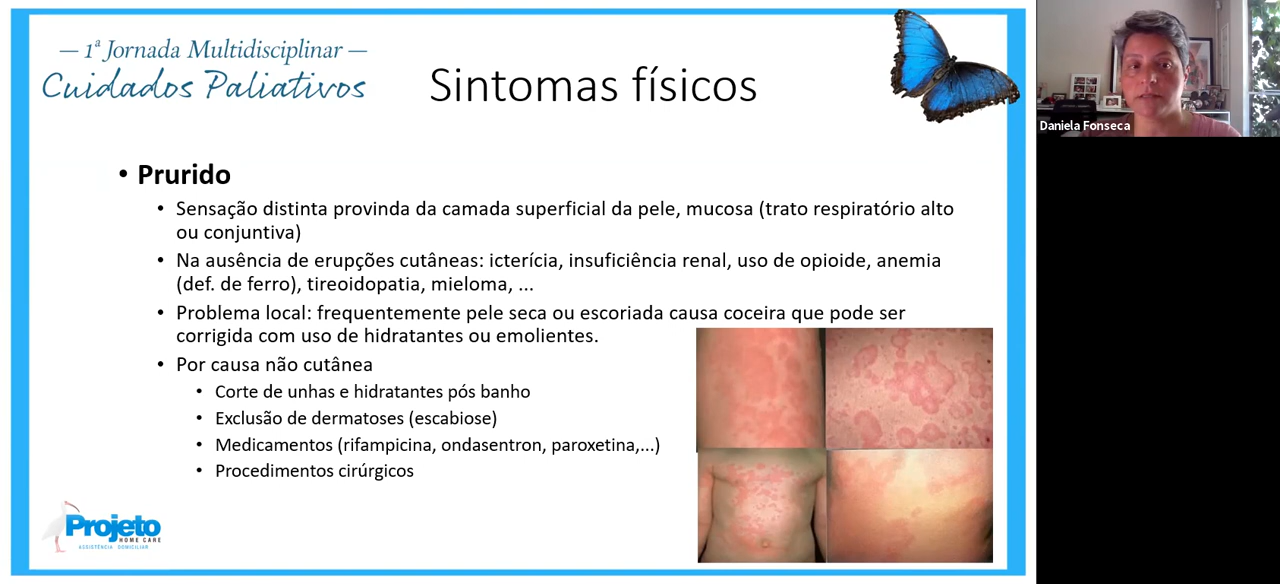 — 1ª Jornada Multidisciplinar —
Cuidados Paliativos
Sintomas físicos
Daniela Fonseca
• Prurido
• Sensação distinta provinda da camada superficial da pele, mucosa (trato respiratório alto
ou conjuntiva)
• Na ausência de erupções cutâneas: icterícia, insuficiência renal, uso de opioide, anemia
(def. de ferro), tireoidopatia, mieloma, ...
• Problema local: frequentemente pele seca ou escoriada causa coceira que pode ser
corrigida com uso de hidratantes ou emolientes.
• Por causa não cutânea
• Corte de unhas e hidratantes pós banho
• Exclusão de dermatoses (escabiose)
• Medicamentos (rifampicina, ondasentron, paroxetina,...)
• Procedimentos cirúrgicos
Projeto
HOME CARE
ASSISTÊNCIA DOMICILIAR